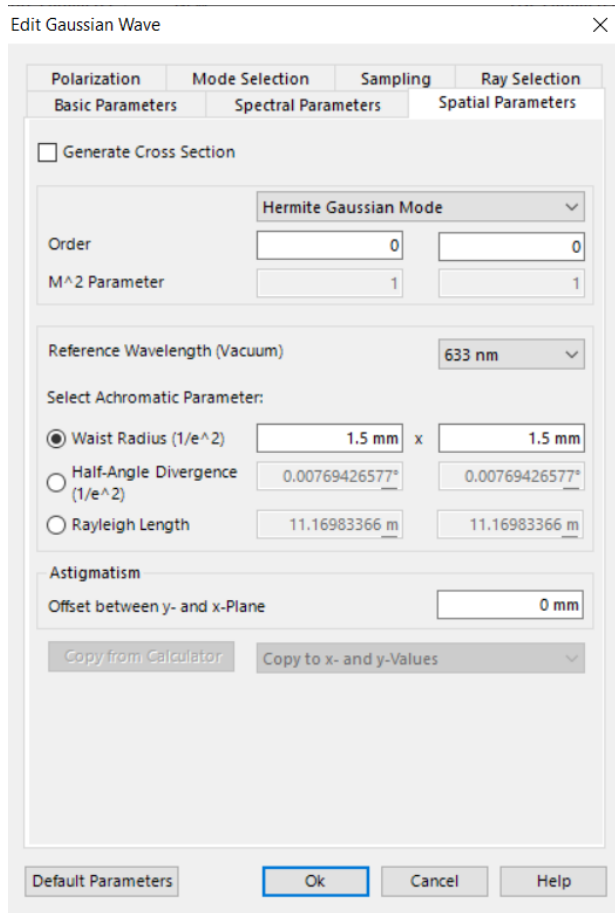 Edit Gaussian Wave
Polarization Mode Selection Sampling Ray Selection
Basic Parameters Spectral Parameters Spatial Parameters
Generate Cross Section
Hermite Gaussian Mode
Order 0 0
M^2 Parameter 1 1
Reference Wavelength (Vacuum) 633 nm
Select Achromatic Parameter:
Waist Radius (1/e^2) 1.5 mm x 1.5 mm
Half-Angle Divergence
(1/e^2) 0.00769426577° 0.00769426577°
Rayleigh Length 11.16983366 m 11.16983366 m
Astigmatism
Offset between y- and x-Plane 0 mm
Copy from Calculator Copy to x- and y-Values
Default Parameters Ok Cancel Help